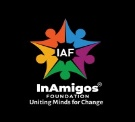 IAF
InAmigos®
FOUNDATION
Uniting Minds for Change